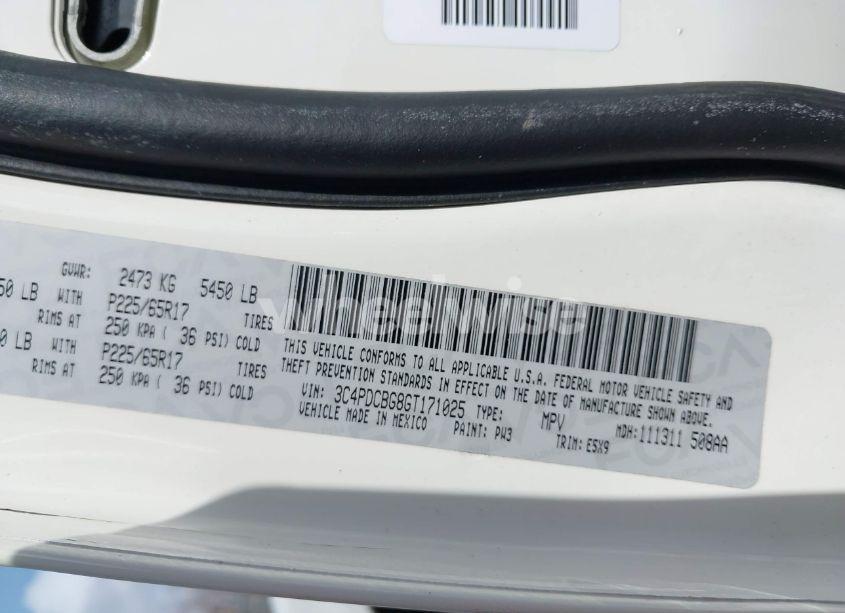 GVWR: 2473 KG 5450 LB
50 LB WITH P225/65R17 TIRES
RIMS AT 250 KPA ( 36 PSI) COLD
0 LB WITH P225/65R17 TIRES
RIMS AT 250 KPA ( 36 PSI) COLD
wheelwise
THIS VEHICLE CONFORMS TO ALL APPLICABLE U.S.A. FEDERAL MOTOR VEHICLE SAFETY AND
THEFT PREVENTION STANDARDS IN EFFECT ON THE DATE OF MANUFACTURE SHOWN ABOVE.
VIN: 3C4PDCBG8GT171025 TYPE: MPV MDH:111311 508AA
VEHICLE MADE IN MEXICO PAINT: PW3 TRIM: E5X9